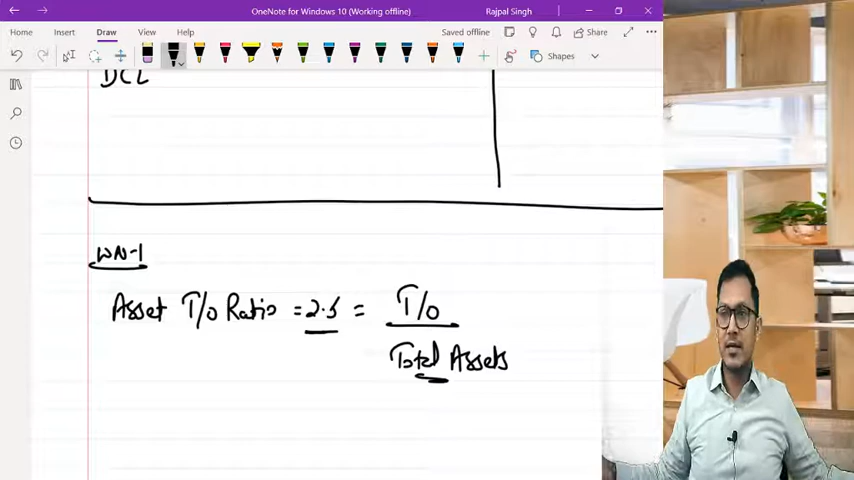 OneNote for Windows 10 (Working offline)
Rajpal Singh
Home Insert Draw View Help
Saved offline
Share
Shapes
DCL
WN-1
Asset T/o Ratio = 2.5 = T/o
Total Assets